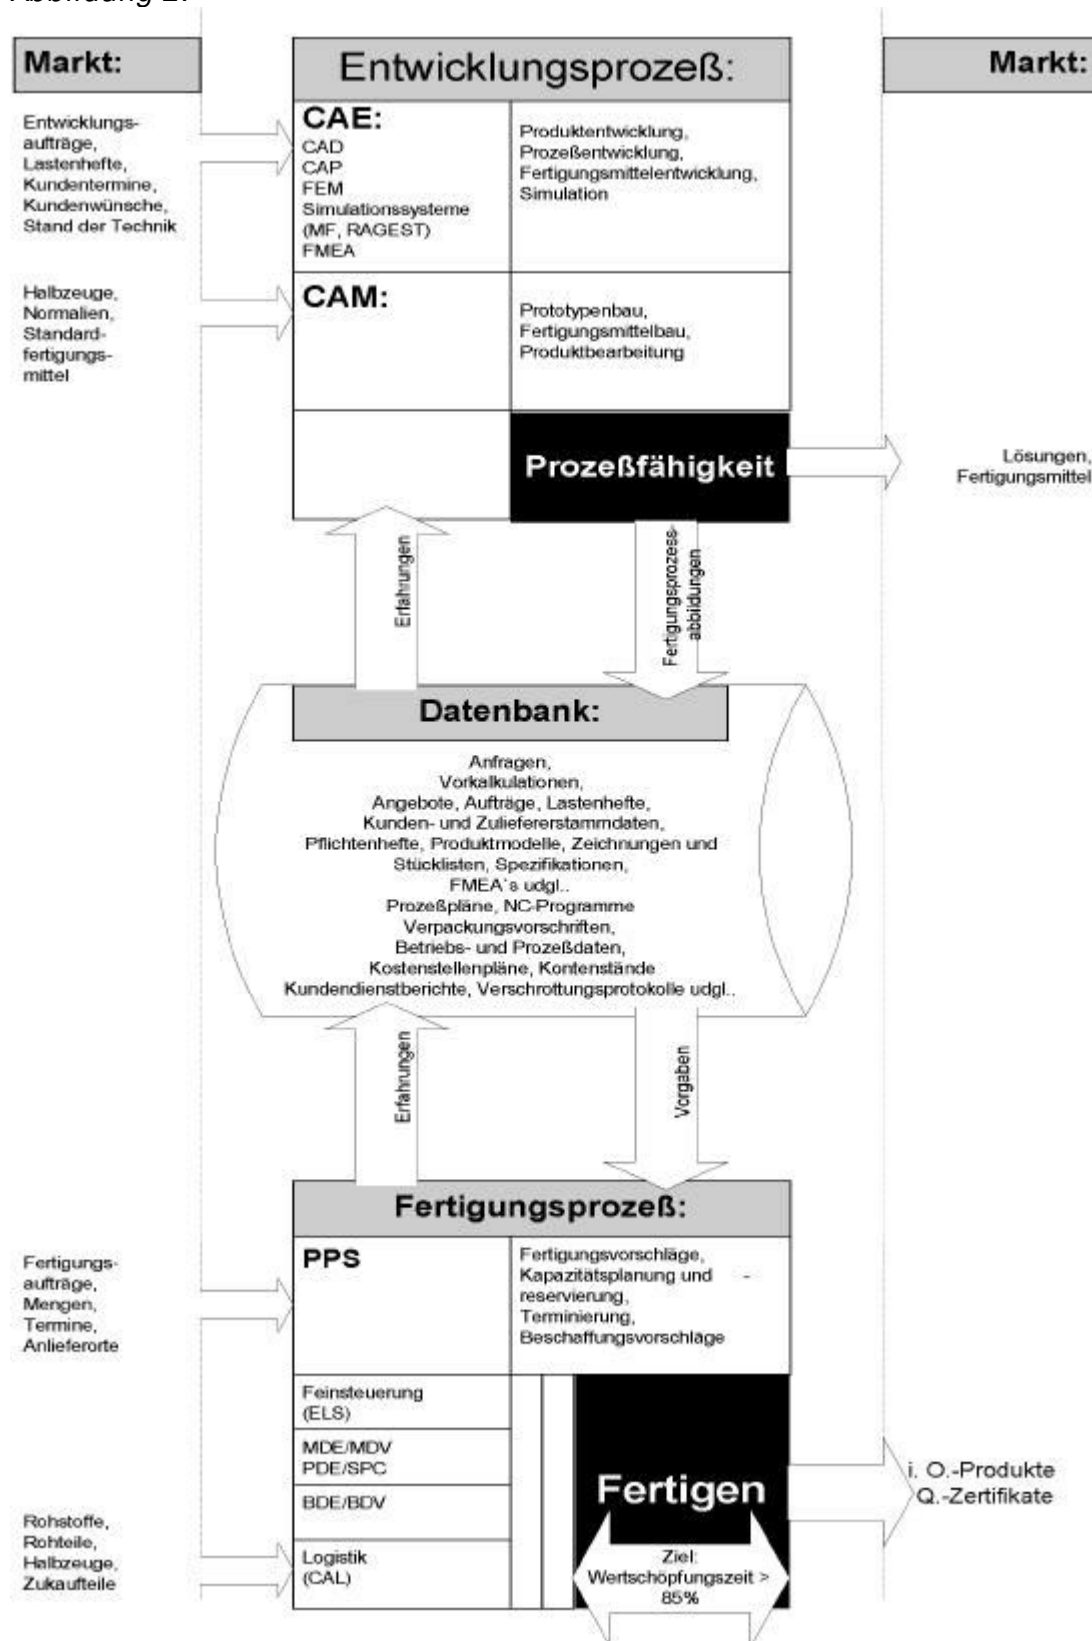 Abbildung 2:
Markt:
Entwicklungs-
aufträge,
Lastenhefte,
Kundentermine,
Kundenwünsche,
Stand der Technik
Halbzeuge,
Normalien,
Standard-
fertigungs-
mittel
Entwicklungsprozeß:
CAE:
CAD
CAP
FEM
Simulationssysteme
(MF, RAGEST)
FMEA
Produktentwicklung,
Prozeßentwicklung,
Fertigungsmittelentwicklung,
Simulation
CAM:
Prototypenbau,
Fertigungsmittelbau,
Produktbearbeitung
Prozeßfähigkeit
Markt:
Lösungen,
Fertigungsmittel
Erfahrungen
Fertigungsprozess-
abbildungen
Datenbank:
Anfragen,
Vorkalkulationen,
Angebote, Aufträge, Lastenhefte,
Kunden- und Zuliefererstammdaten,
Pflichtenhefte, Produktmodelle, Zeichnungen und
Stücklisten, Spezifikationen,
FMEA`s udgl..
Prozeßpläne, NC-Programme
Verpackungsvorschriften,
Betriebs- und Prozeßdaten,
Kostenstellenpläne, Kontenstände
Kundendienstberichte, Verschrottungsprotokolle udgl..
Erfahrungen
Vorgaben
Fertigungsprozeß:
Fertigungs-
aufträge,
Mengen,
Termine,
Anlieferorte
PPS
Fertigungsvorschläge,
Kapazitätsplanung und -
reservierung,
Terminierung,
Beschaffungsvorschläge
Feinsteuerung
(ELS)
MDE/MDV
PDE/SPC
BDE/BDV
Logistik
(CAL)
Rohstoffe,
Rohteile,
Halbzeuge,
Zukaufteile
Fertigen
Ziel:
Wertschöpfungszeit >
85%
i. O.-Produkte
Q.-Zertifikate